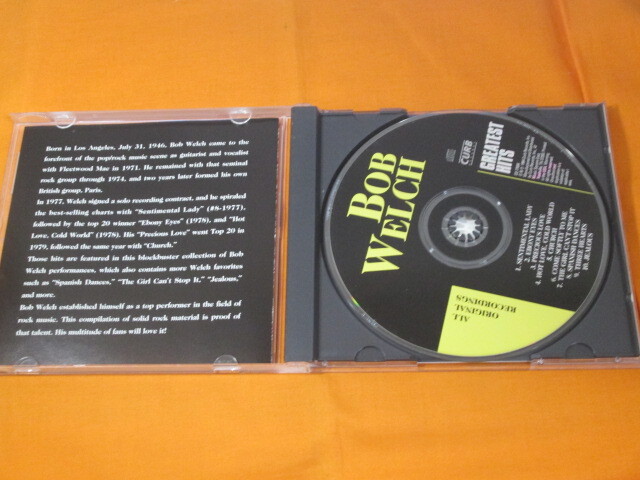 Born in Los Angeles, July 31, 1946, Bob Welch came to the
forefront of the pop/rock music scene as guitarist and vocalist
with Fleetwood Mac in 1971. He remained with that seminal
rock group through 1974, and two years later formed his own
British group, Paris.
In 1977, Welch signed a solo recording contract, and he spiraled
the best-selling charts with "Sentimental Lady" (#8-1977),
followed by the top 20 winner "Ebony Eyes" (1978), and "Hot
Love, Cold World" (1978). His "Precious Love" went Top 20 in
1979, followed the same year with "Church."
Those hits are featured in this blockbuster collection of Bob
Welch performances, which also contains more Welch favorites
such as "Spanish Dances," "The Girl Can't Stop It," "Jealous,"
and more.
Bob Welch established himself as a top performer in the field of
rock music. This compilation of solid rock material is proof of
that talent. His multitude of fans will love it!
BOB
WELCH
CURB
GREATEST
HITS
1. SENTIMENTAL LADY
2. EBONY EYES
3. PRECIOUS LOVE
4. HOT LOVE, COLD WORLD
5. CHURCH
7. THE GIRL CAN'T STOP IT
8. SPANISH DANCES
9. THREE HEARTS
10. JEALOUS
ALL
ORIGINAL
RECORDINGS